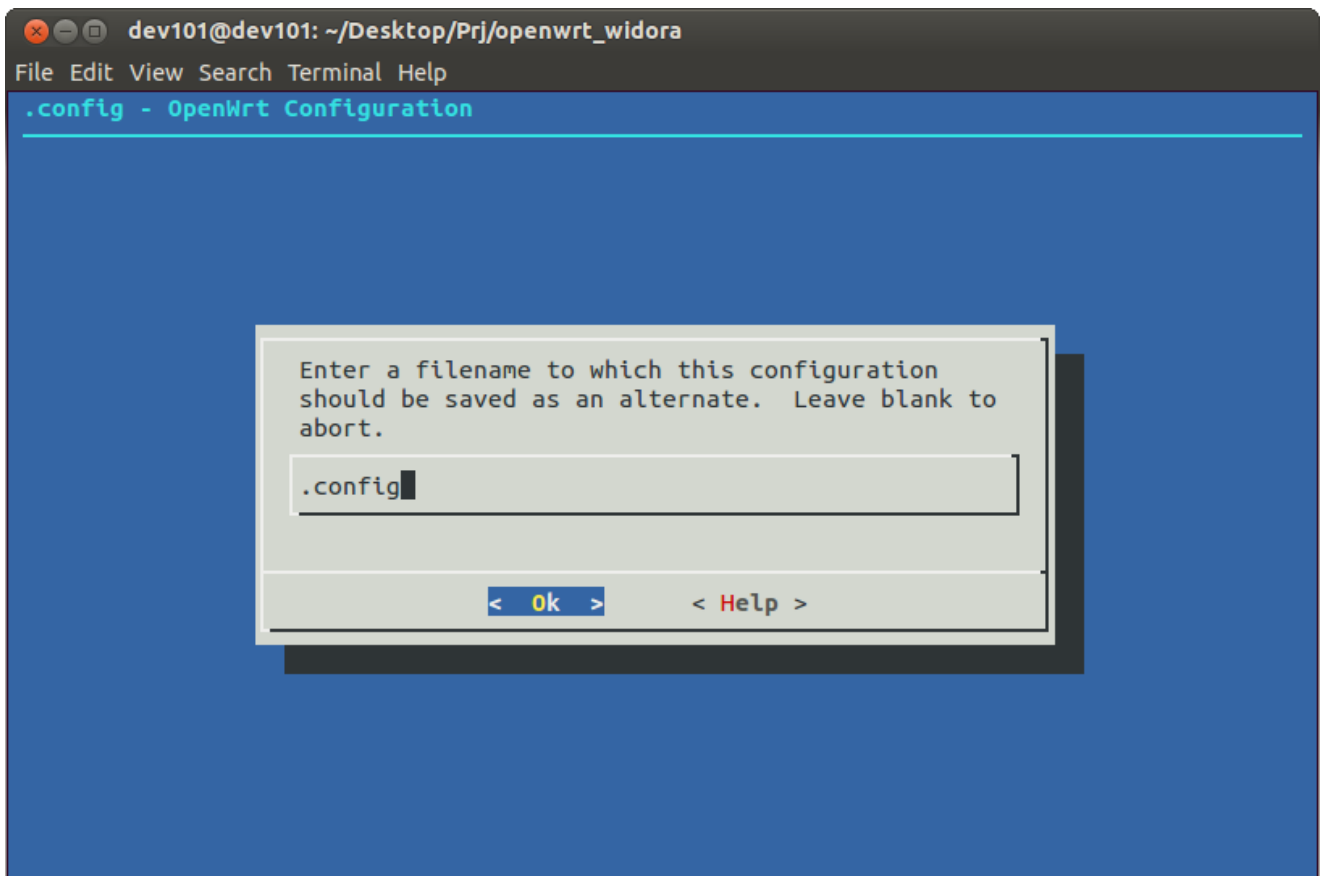 dev101@dev101: ~/Desktop/Prj/openwrt_widora
File Edit View Search Terminal Help
.config - OpenWrt Configuration
Enter a filename to which this configuration
should be saved as an alternate.  Leave blank to
abort.
.config
<  Ok  > < Help >